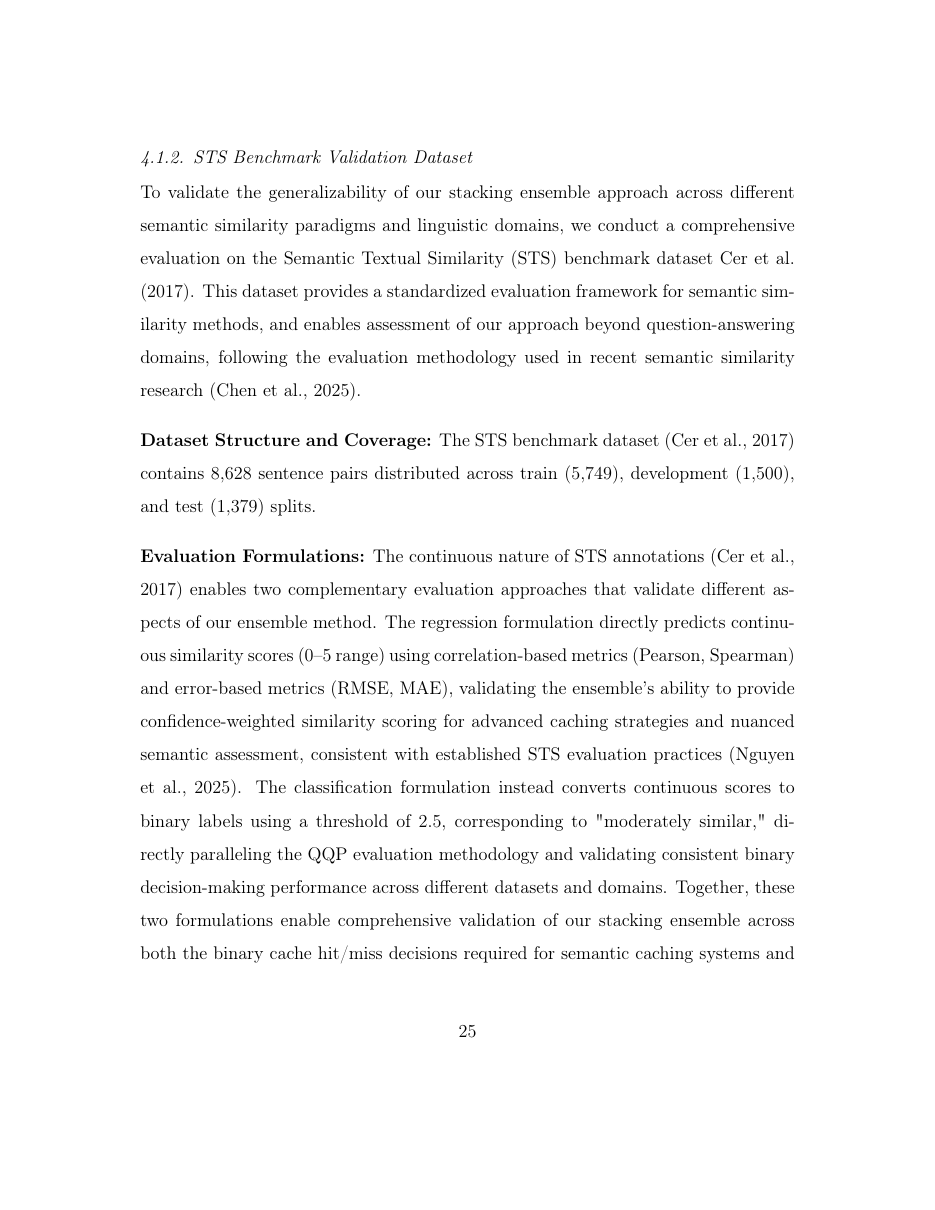 4.1.2. STS Benchmark Validation Dataset
To validate the generalizability of our stacking ensemble approach across different
semantic similarity paradigms and linguistic domains, we conduct a comprehensive
evaluation on the Semantic Textual Similarity (STS) benchmark dataset Cer et al.
(2017). This dataset provides a standardized evaluation framework for semantic sim-
ilarity methods, and enables assessment of our approach beyond question-answering
domains, following the evaluation methodology used in recent semantic similarity
research (Chen et al., 2025).
Dataset Structure and Coverage: The STS benchmark dataset (Cer et al., 2017)
contains 8,628 sentence pairs distributed across train (5,749), development (1,500),
and test (1,379) splits.
Evaluation Formulations: The continuous nature of STS annotations (Cer et al.,
2017) enables two complementary evaluation approaches that validate different as-
pects of our ensemble method. The regression formulation directly predicts continu-
ous similarity scores (0–5 range) using correlation-based metrics (Pearson, Spearman)
and error-based metrics (RMSE, MAE), validating the ensemble's ability to provide
confidence-weighted similarity scoring for advanced caching strategies and nuanced
semantic assessment, consistent with established STS evaluation practices (Nguyen
et al., 2025). The classification formulation instead converts continuous scores to
binary labels using a threshold of 2.5, corresponding to "moderately similar," di-
rectly paralleling the QQP evaluation methodology and validating consistent binary
decision-making performance across different datasets and domains. Together, these
two formulations enable comprehensive validation of our stacking ensemble across
both the binary cache hit/miss decisions required for semantic caching systems and
25